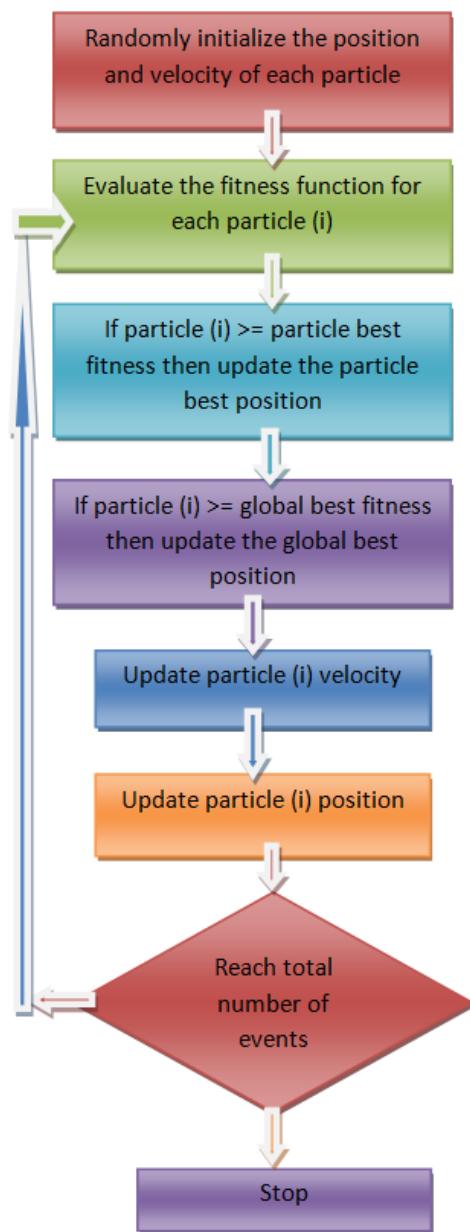 Randomly initialize the position
and velocity of each particle
Evaluate the fitness function for
each particle (i)
If particle (i) >= particle best
fitness then update the particle
best position
If particle (i) >= global best fitness
then update the global best
position
Update particle (i) velocity
Update particle (i) position
Reach total
number of
events
Stop